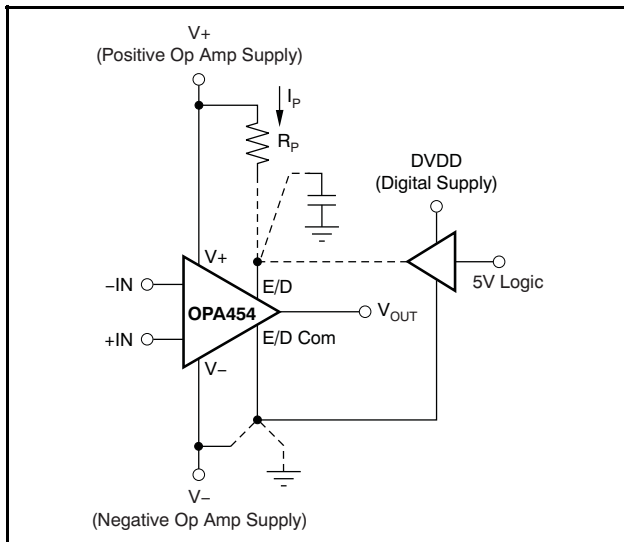 V+
(Positive Op Amp Supply)
I_P
R_P
DVDD
(Digital Supply)
5V Logic
V+
–IN
+IN
OPA454
E/D
E/D Com
V–
V_OUT
V–
(Negative Op Amp Supply)